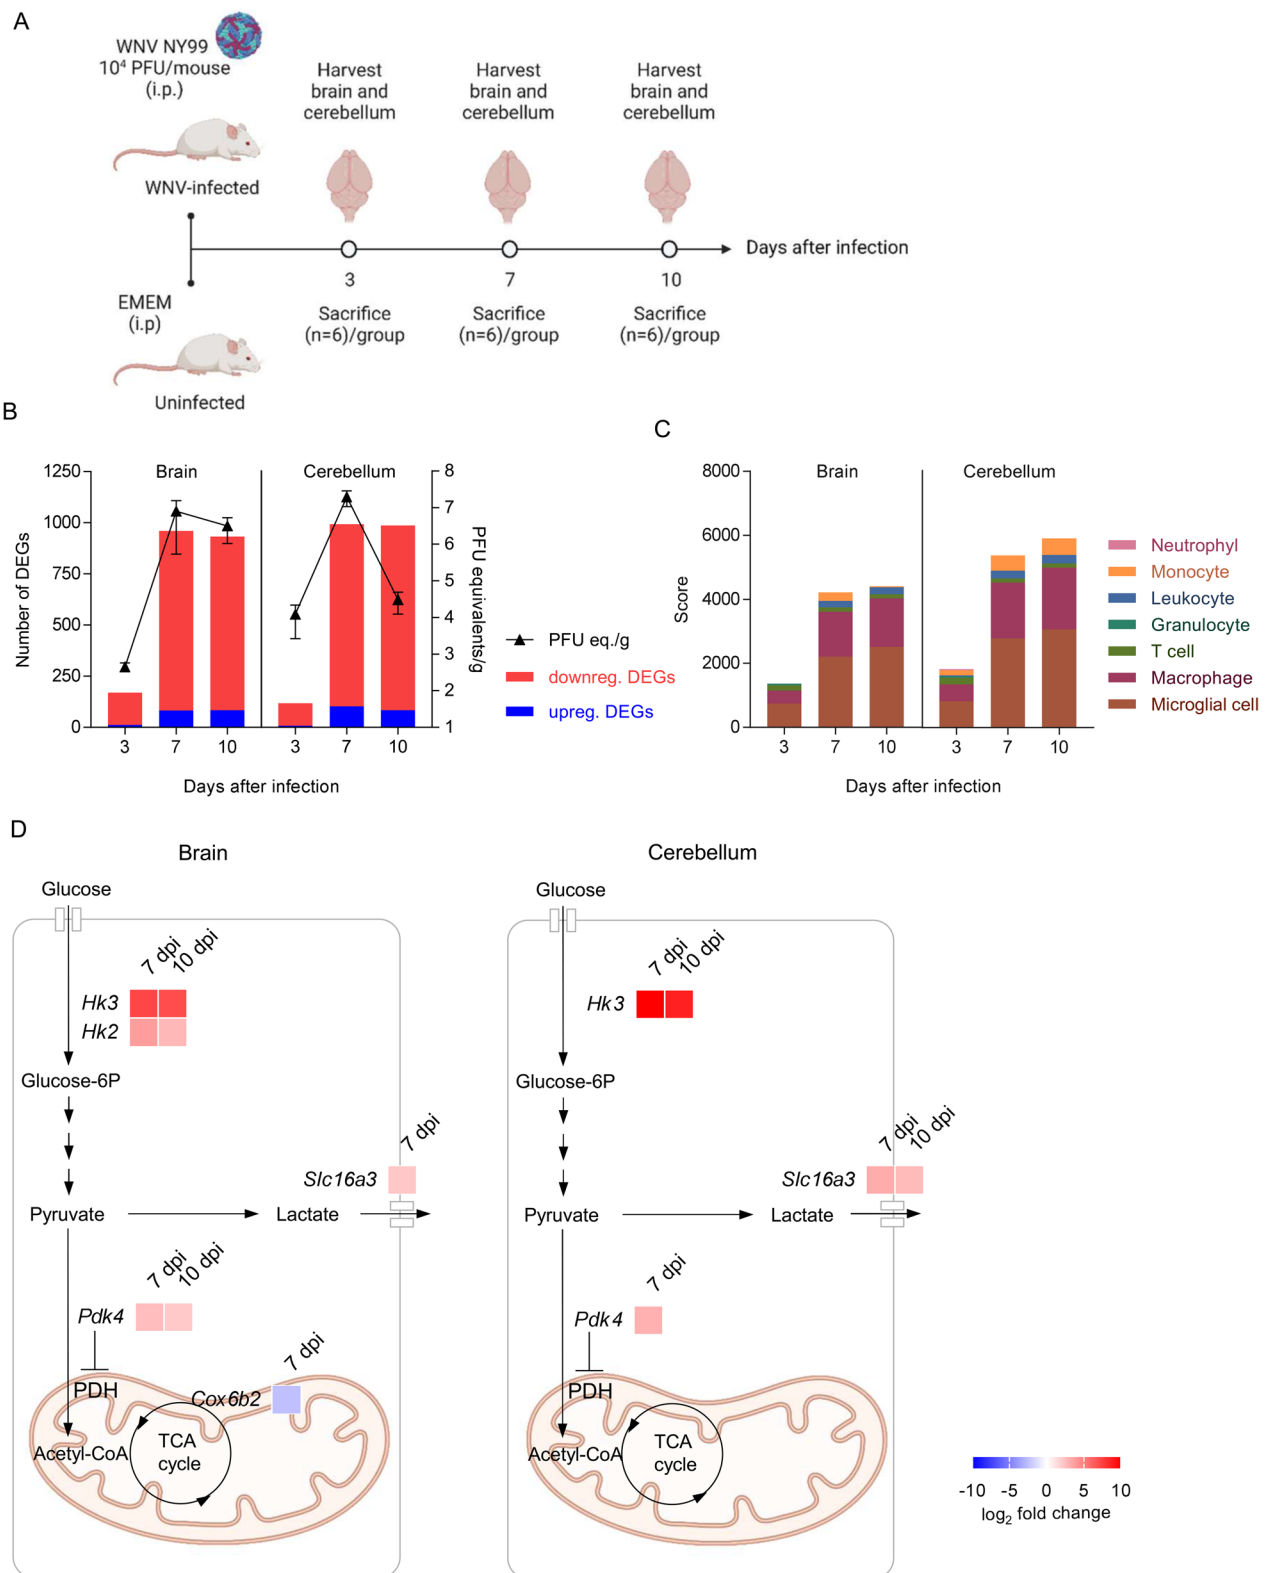 A
WNV NY99
10⁴ PFU/mouse
(i.p.)
WNV-infected
Harvest
brain and
cerebellum
Harvest
brain and
cerebellum
Harvest
brain and
cerebellum
Days after infection
3
7
10
EMEM
(i.p)
Uninfected
Sacrifice
(n=6)/group
Sacrifice
(n=6)/group
Sacrifice
(n=6)/group
B
Brain
Cerebellum
Number of DEGs
1250
1000
750
500
250
0
8
7
6
5
4
3
2
1
PFU equivalents/g
3
7
10
3
7
10
Days after infection
PFU eq./g
downreg. DEGs
upreg. DEGs
C
Brain
Cerebellum
Score
8000
6000
4000
2000
0
3
7
10
3
7
10
Days after infection
Neutrophyl
Monocyte
Leukocyte
Granulocyte
T cell
Macrophage
Microglial cell
D
Brain
Glucose
7 dpi
10 dpi
Hk3
Hk2
Glucose-6P
7 dpi
Slc16a3
Pyruvate
Lactate
7 dpi
10 dpi
Pdk4
7 dpi
PDH
Cox6b2
Acetyl-CoA
TCA
cycle
Cerebellum
Glucose
7 dpi
10 dpi
Hk3
Glucose-6P
7 dpi
10 dpi
Slc16a3
Pyruvate
Lactate
7 dpi
Pdk4
PDH
Acetyl-CoA
TCA
cycle
-10
-5
0
5
10
log₂ fold change